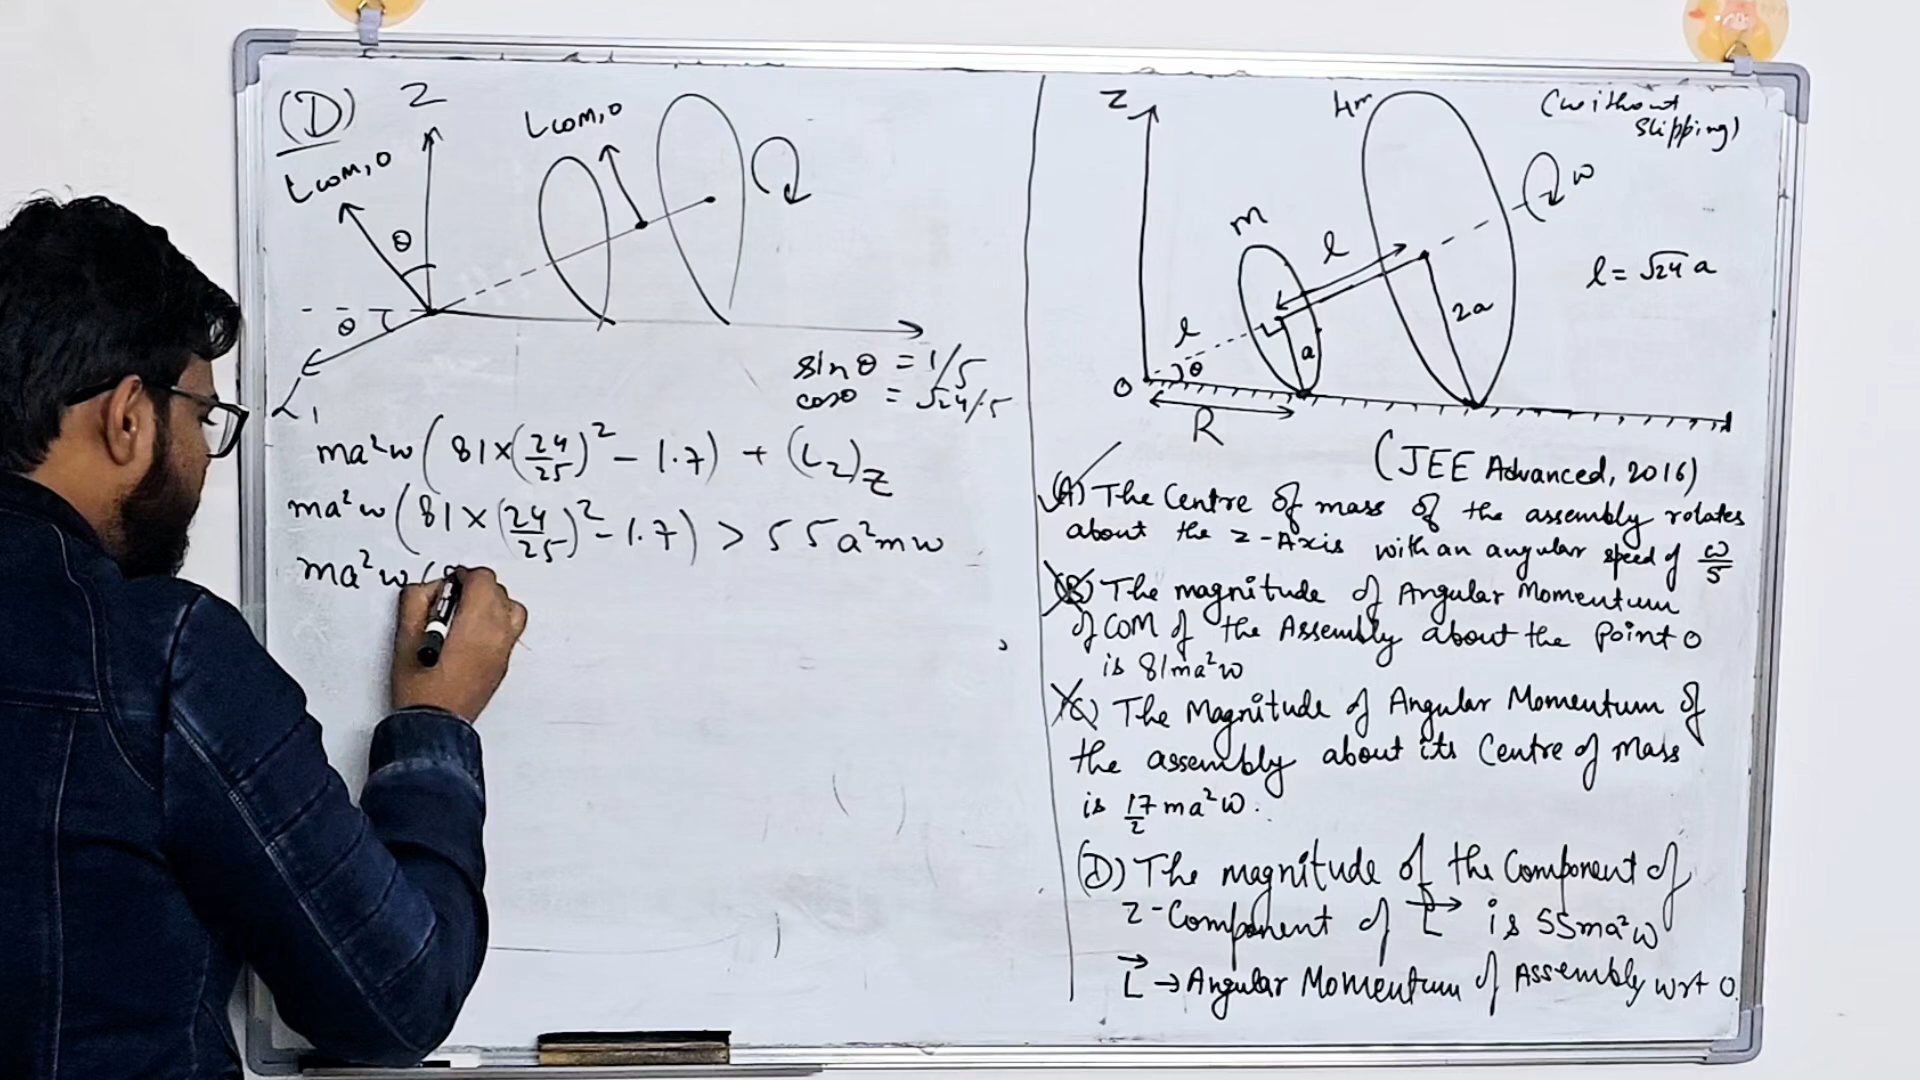 (D)
Z
L com, 0
L com, 0
θ
θ
L1
sin θ = 1/5
cosθ = √24/5
ma²w (81×(24/25)² - 1.7) + (L2)z
ma²w (81×(24/25)² - 1.7) > 55a²mw
ma²w (8
Z
4m
(without
slipping)
w
m
l
l = √24 a
2a
l
a
θ
O
R
(JEE Advanced, 2016)
(A) The Centre of mass of the assembly rotates
about the z-Axis with an angular speed of w/5
(B) The magnitude of Angular Momentum
of COM of the Assembly about the Point O
is 81ma²w
(C) The Magnitude of Angular Momentum of
the assembly about its Centre of Mass
is 17/2 ma²w.
(D) The magnitude of the Component of
Z-Component of L→ is 55ma²w
L→ → Angular Momentum of Assembly wrt O.